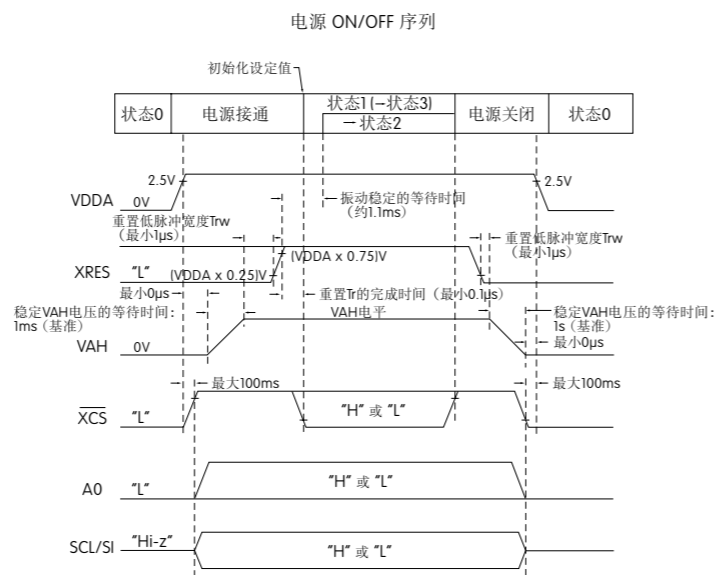 电源 ON/OFF 序列
初始化设定值
状态0
电源接通
状态1 (→状态3)
→状态2
电源关闭
状态0
2.5V
2.5V
VDDA
0V
振动稳定的等待时间
(约1.1ms)
重置低脉冲宽度Trw
(最小1μs)
重置低脉冲宽度Trw
(最小1μs)
(VDDA x 0.75)V
XRES
"L"
(VDDA x 0.25)V
最小0μs
重置Tr的完成时间(最小0.1μs)
稳定VAH电压的等待时间:
1ms (基准)
VAH电平
稳定VAH电压的等待时间:
1s (基准)
VAH
0V
最小0μs
最大100ms
最大100ms
XCS
"L"
"H" 或 "L"
A0
"L"
"H" 或 "L"
SCL/SI
"Hi-z"
"H" 或 "L"